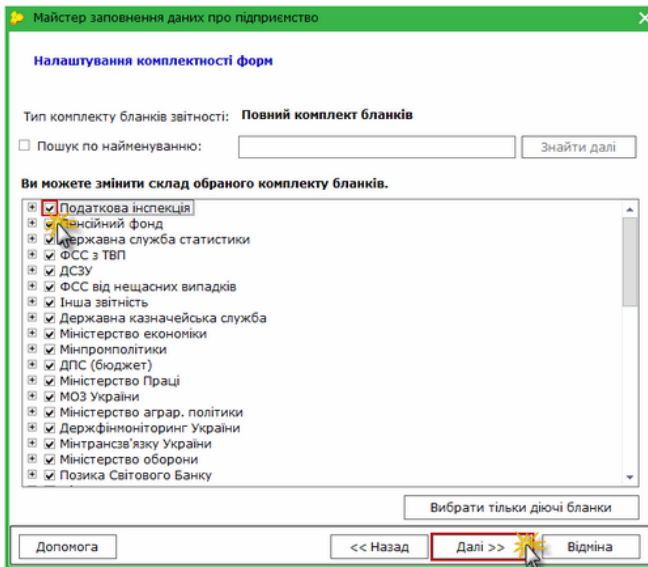 Майстер заповнення даних про підприємство
Налаштування комплектності форм
Тип комплекту бланків звітності: Повний комплект бланків
Пошук по найменуванню: Знайти далі
Ви можете змінити склад обраного комплекту бланків.
Податкова інспекція
енсійний фонд
ержавна служба статистики
ФСС з ТВП
ДСЗУ
ФСС від нещасних випадків
Інша звітність
Державна казначейська служба
Міністерство економіки
Мінпромполітики
ДПС (бюджет)
Міністерство Праці
МОЗ України
Міністерство аграр. політики
Держфінмоніторинг України
Мінтрансзв'язку України
Міністерство оборони
Позика Світового Банку
Вибрати тільки діючі бланки
Допомога << Назад Далі >> Відміна